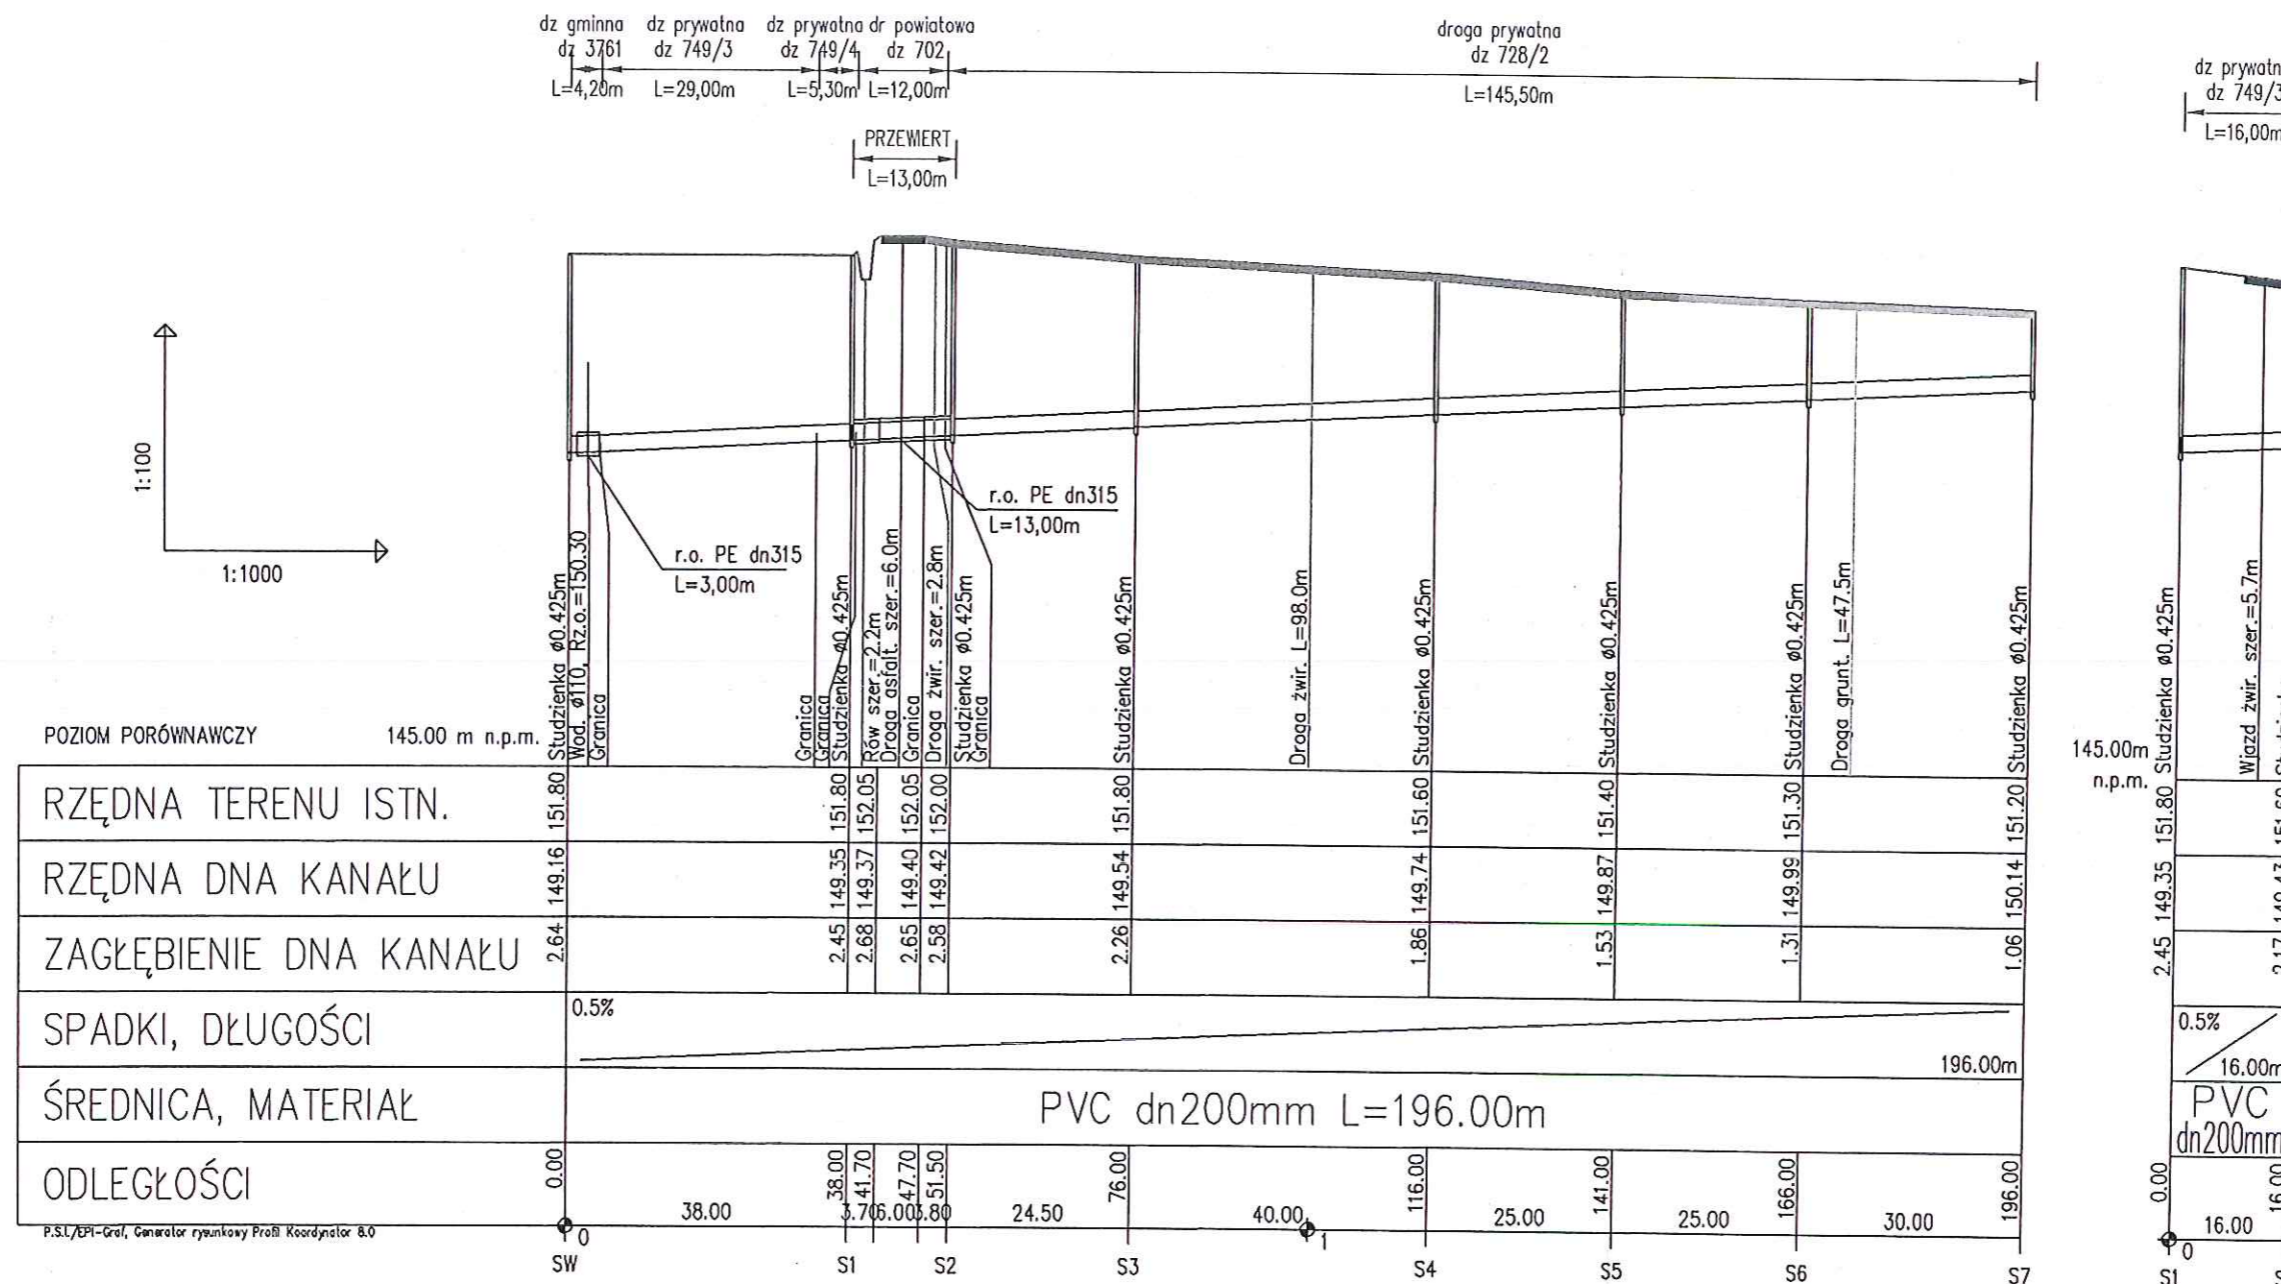 dz gminna dz prywatna dz prywatna dr powiatowa droga prywatna
dz 3761 dz 749/3 dz 749/4 dz 702 dz 728/2
L=4,20m L=29,00m L=5,30m L=12,00m L=145,50m
dz prywatn
dz 749/3
L=16,00m
PRZEWIERT
L=13,00m
1:100
1:1000
r.o. PE dn315
L=3,00m
r.o. PE dn315
L=13,00m
POZIOM PORÓWNAWCZY 145.00 m n.p.m.
Studzienka ø0.425m
Wod. ø110, Rz.o.=150.30
Granica
Granica
Granica
Studzienka ø0.425m
Rów szer.=2.2m
Droga asfalt. szer.=6.0m
Granica
Droga żwir. szer.=2.8m
Studzienka ø0.425m
Granica
Studzienka ø0.425m
Droga żwir. L=98.0m
Studzienka ø0.425m
Studzienka ø0.425m
Studzienka ø0.425m
Droga grunt. L=47.5m
Studzienka ø0.425m
145.00m
n.p.m.
Studzienka ø0.425m
Wjazd żwir. szer.=5.7m
RZĘDNA TERENU ISTN. 151.80 151.80 152.05 152.05 152.00 151.80 151.60 151.40 151.30 151.20 151.80
RZĘDNA DNA KANAŁU 149.16 149.35 149.37 149.40 149.42 149.54 149.74 149.87 149.99 150.14 149.35
ZAGŁĘBIENIE DNA KANAŁU 2.64 2.45 2.68 2.65 2.58 2.26 1.86 1.53 1.31 1.06 2.45
SPADKI, DŁUGOŚCI 0.5% 196.00m 0.5% 16.00m
ŚREDNICA, MATERIAŁ PVC dn200mm L=196.00m PVC
dn200mm
ODLEGŁOŚCI 0.00 38.00 41.70 47.70 51.50 76.00 116.00 141.00 166.00 196.00 0.00 16.00
38.00 3.70 6.00 3.80 24.50 40.00 25.00 25.00 30.00 16.00
P.S.I./EPI-Graf, Generator rysunkowy Profil Koordynator 8.0
0 1 0
SW S1 S2 S3 S4 S5 S6 S7 S1